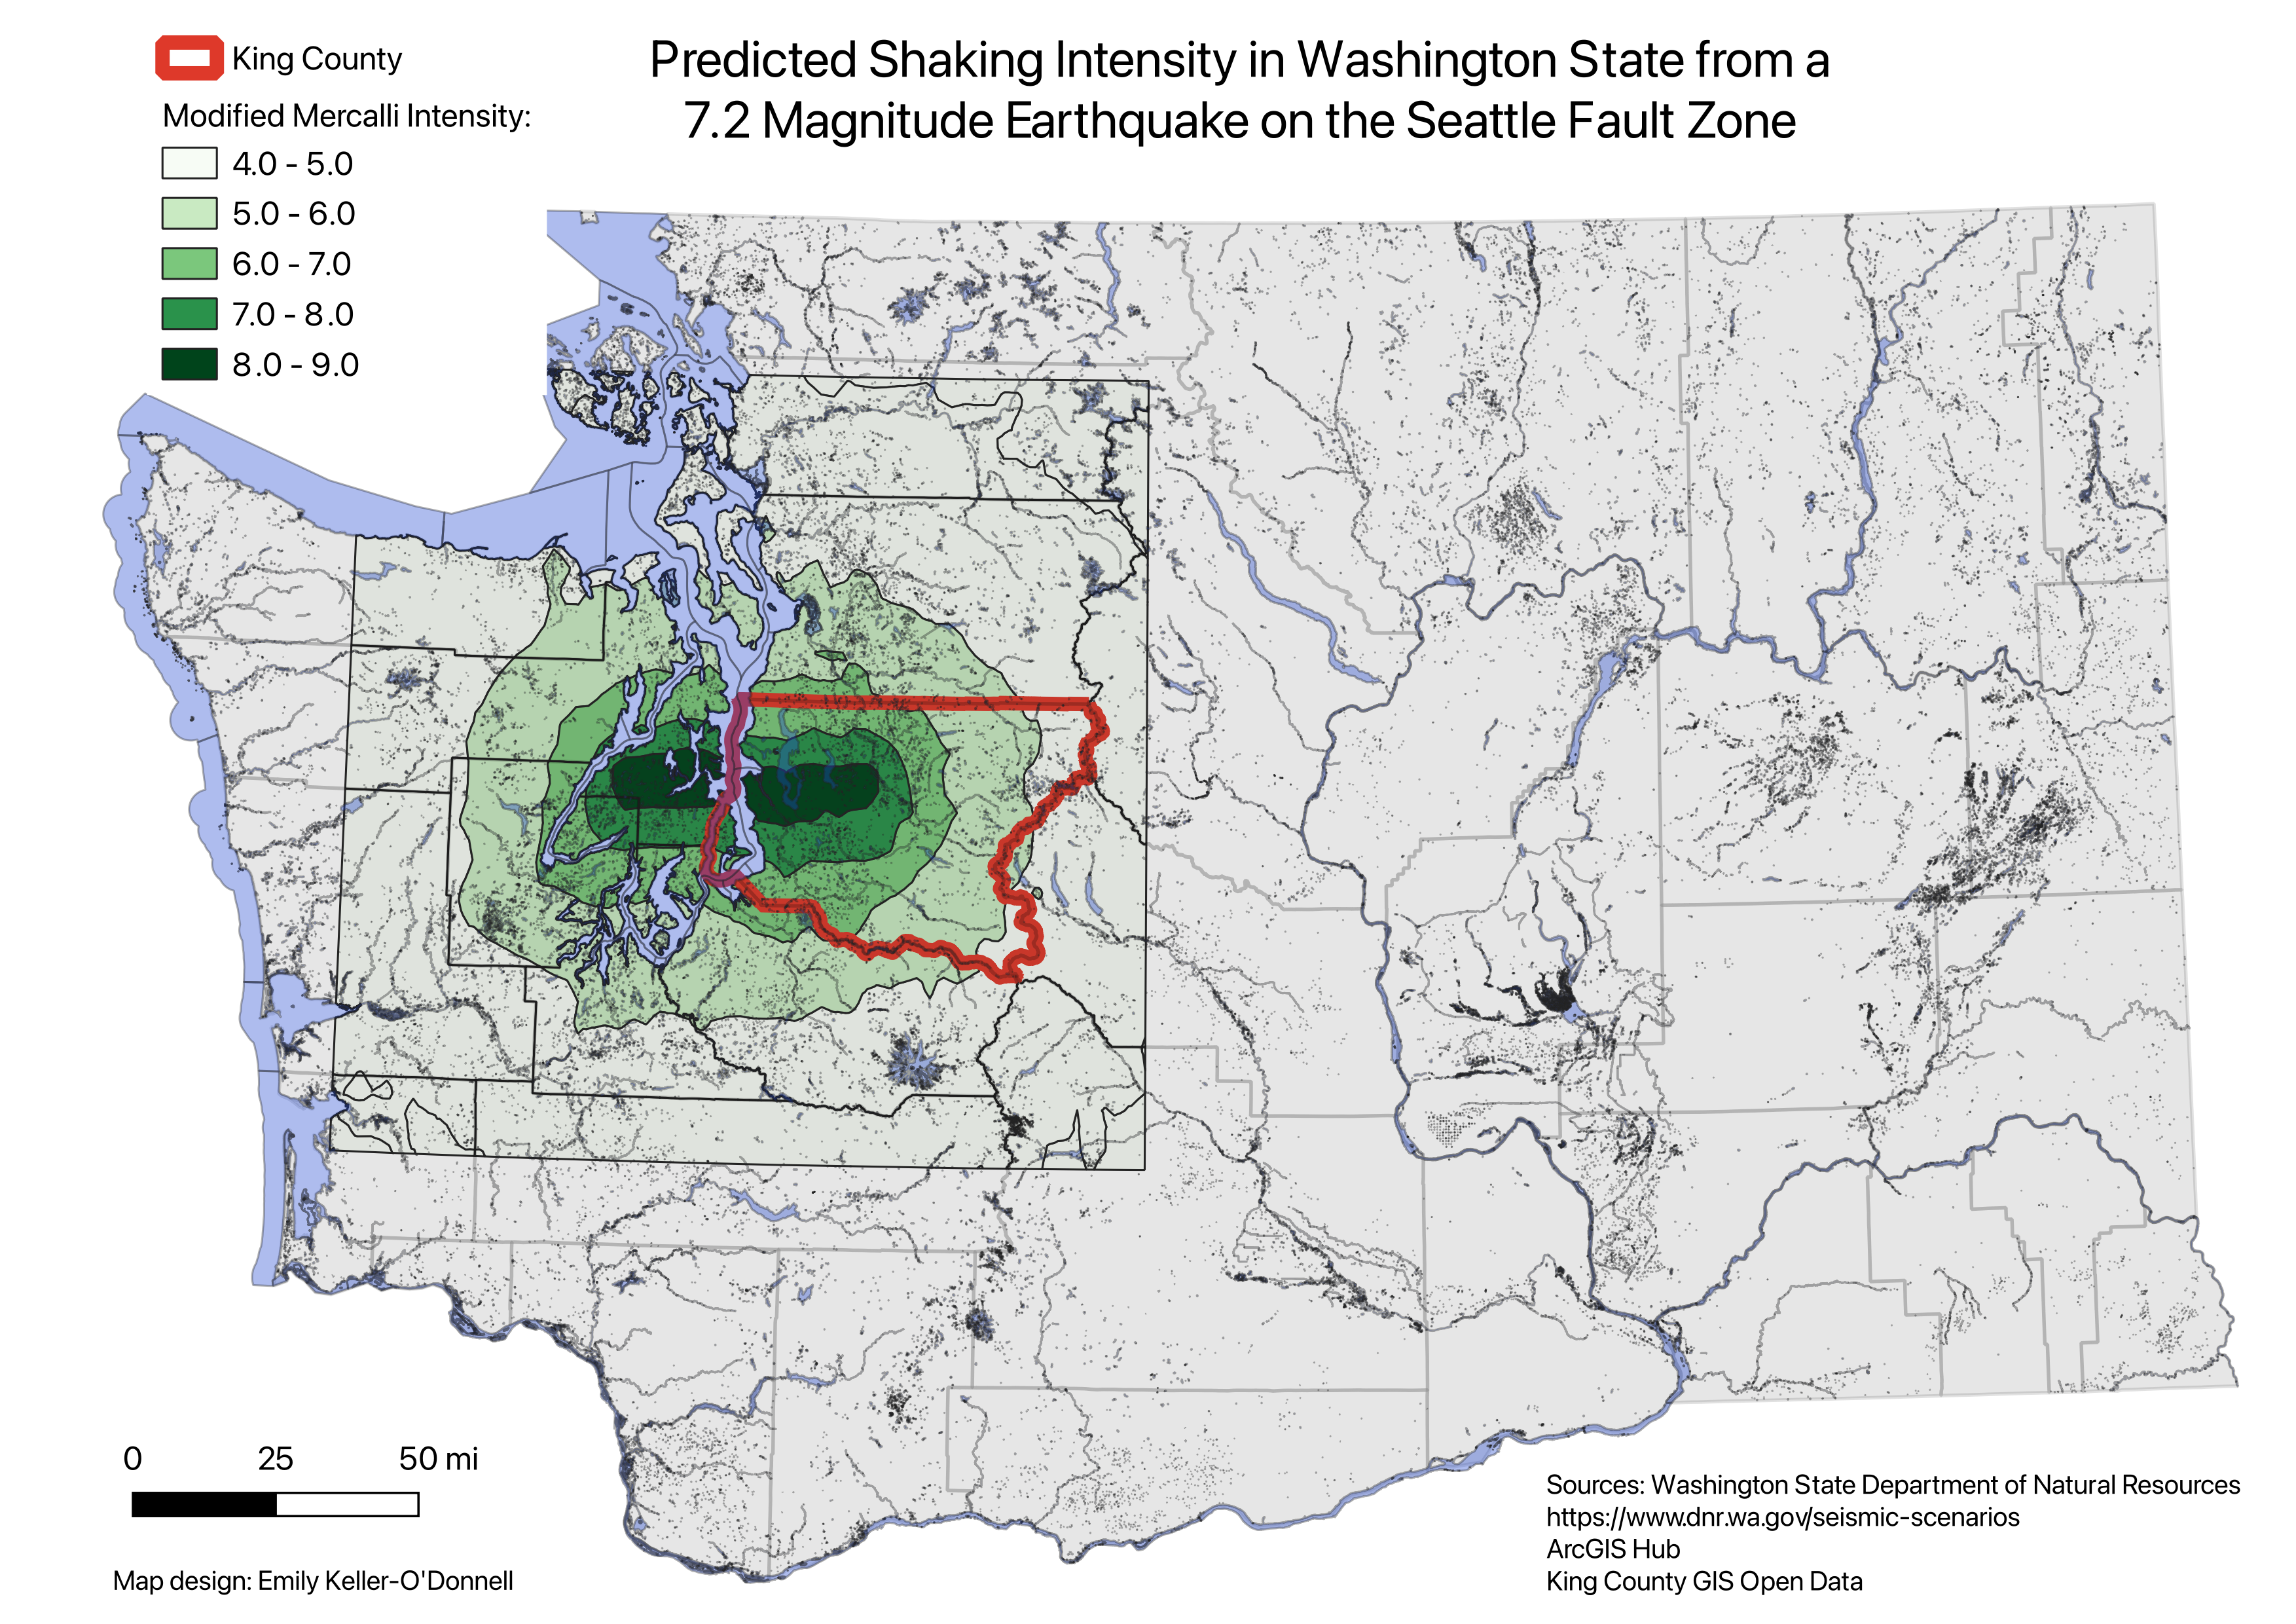 Predicted Shaking Intensity in Washington State from a
7.2 Magnitude Earthquake on the Seattle Fault Zone
King County
Modified Mercalli Intensity:
4.0 - 5.0
5.0 - 6.0
6.0 - 7.0
7.0 - 8.0
8.0 - 9.0
0 25 50 mi
Map design: Emily Keller-O'Donnell
Sources: Washington State Department of Natural Resources
https://www.dnr.wa.gov/seismic-scenarios
ArcGIS Hub
King County GIS Open Data